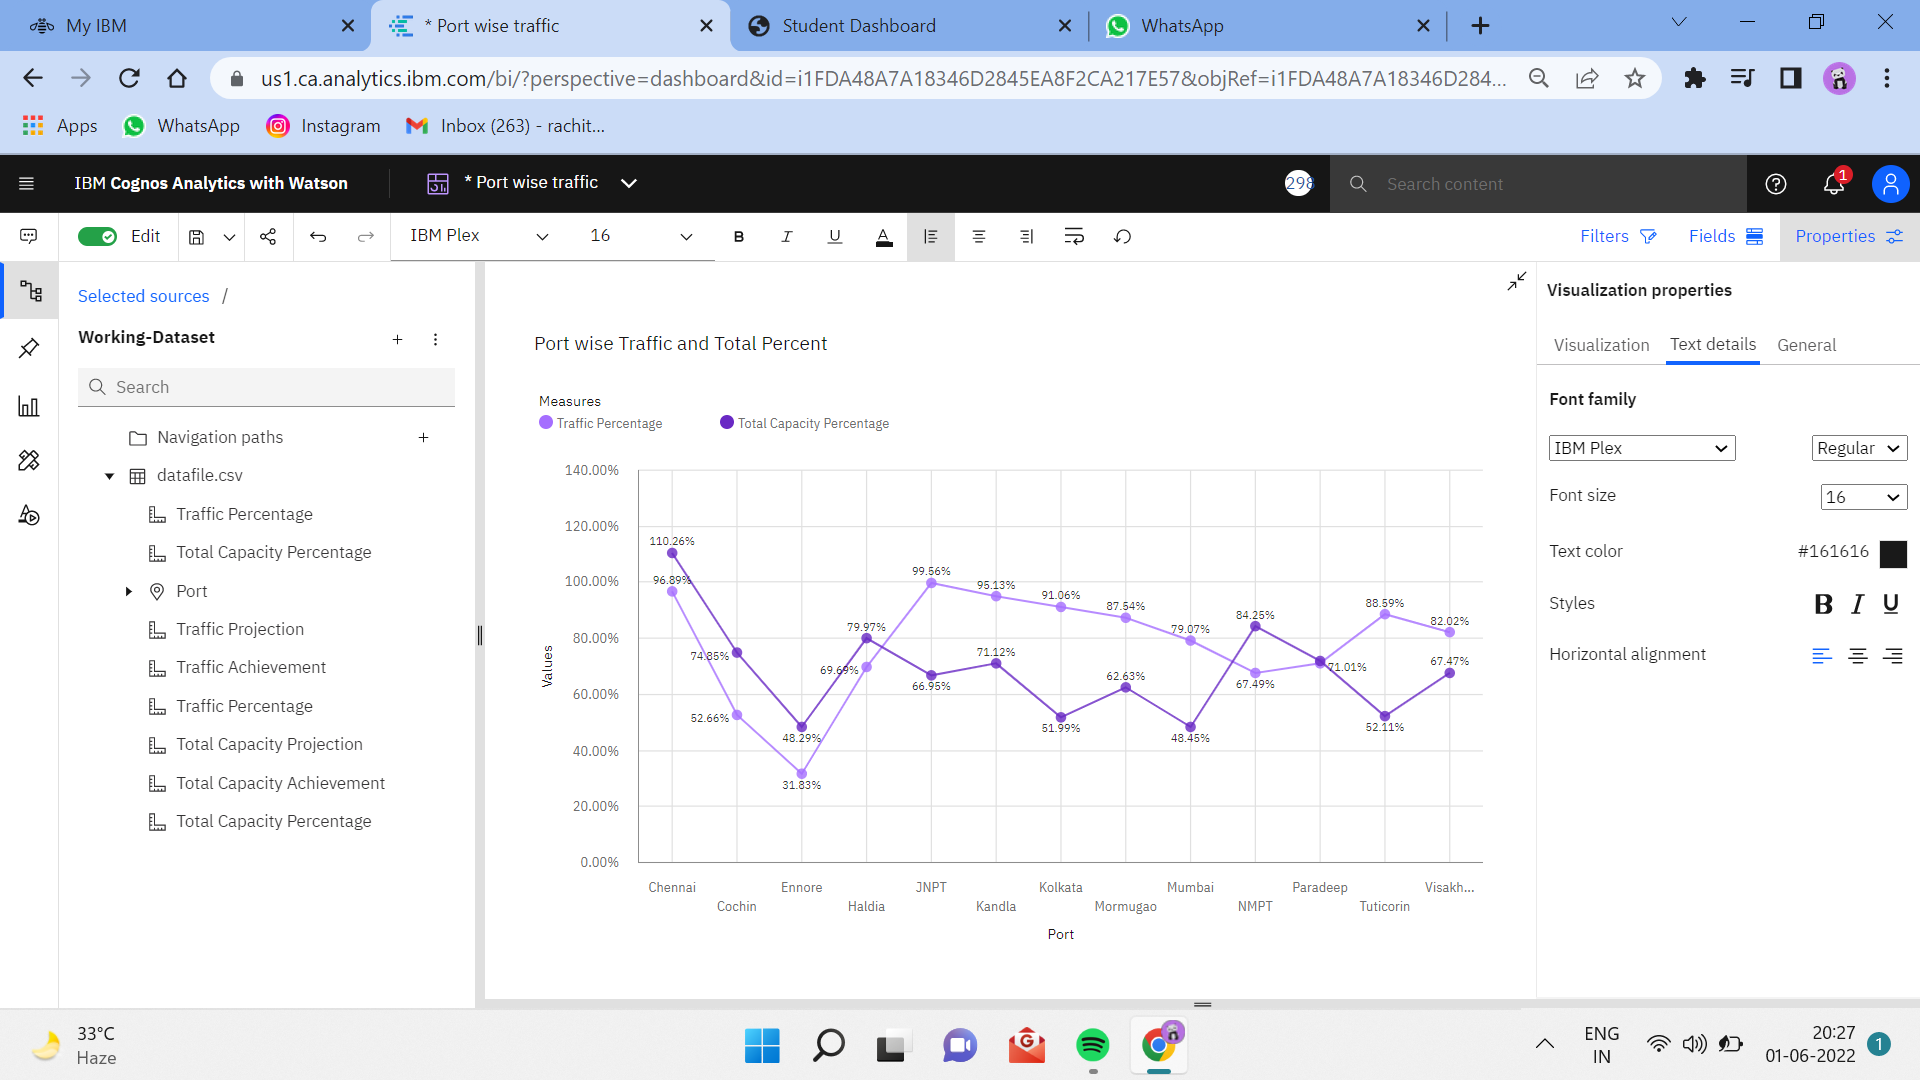 My IBM
* Port wise traffic
Student Dashboard
WhatsApp
us1.ca.analytics.ibm.com/bi/?perspective=dashboard&id=i1FDA48A7A18346D2845EA8F2CA217E57&objRef=i1FDA48A7A18346D284...
Apps
WhatsApp
Instagram
Inbox (263) - rachit...
IBM Cognos Analytics with Watson
* Port wise traffic
298
Search content
1
Edit
IBM Plex
16
B
I
U
A
Filters
Fields
Properties
Selected sources /
Working-Dataset
Search
Navigation paths
datafile.csv
Traffic Percentage
Total Capacity Percentage
Port
Traffic Projection
Traffic Achievement
Traffic Percentage
Total Capacity Projection
Total Capacity Achievement
Total Capacity Percentage
Port wise Traffic and Total Percent
Measures
Traffic Percentage
Total Capacity Percentage
Values
140.00%
120.00%
100.00%
80.00%
60.00%
40.00%
20.00%
0.00%
110.26%
96.89%
74.85%
52.66%
48.29%
31.83%
79.97%
69.69%
99.56%
66.95%
95.13%
71.12%
91.06%
51.99%
87.54%
62.63%
79.07%
48.45%
84.25%
67.49%
71.01%
88.59%
52.11%
82.02%
67.47%
Chennai
Cochin
Ennore
Haldia
JNPT
Kandla
Kolkata
Mormugao
Mumbai
NMPT
Paradeep
Tuticorin
Visakh...
Port
Visualization properties
Visualization
Text details
General
Font family
IBM Plex
Regular
Font size
16
Text color
#161616
Styles
B I U
Horizontal alignment
33°C
Haze
G
ENG
IN
20:27
01-06-2022
1